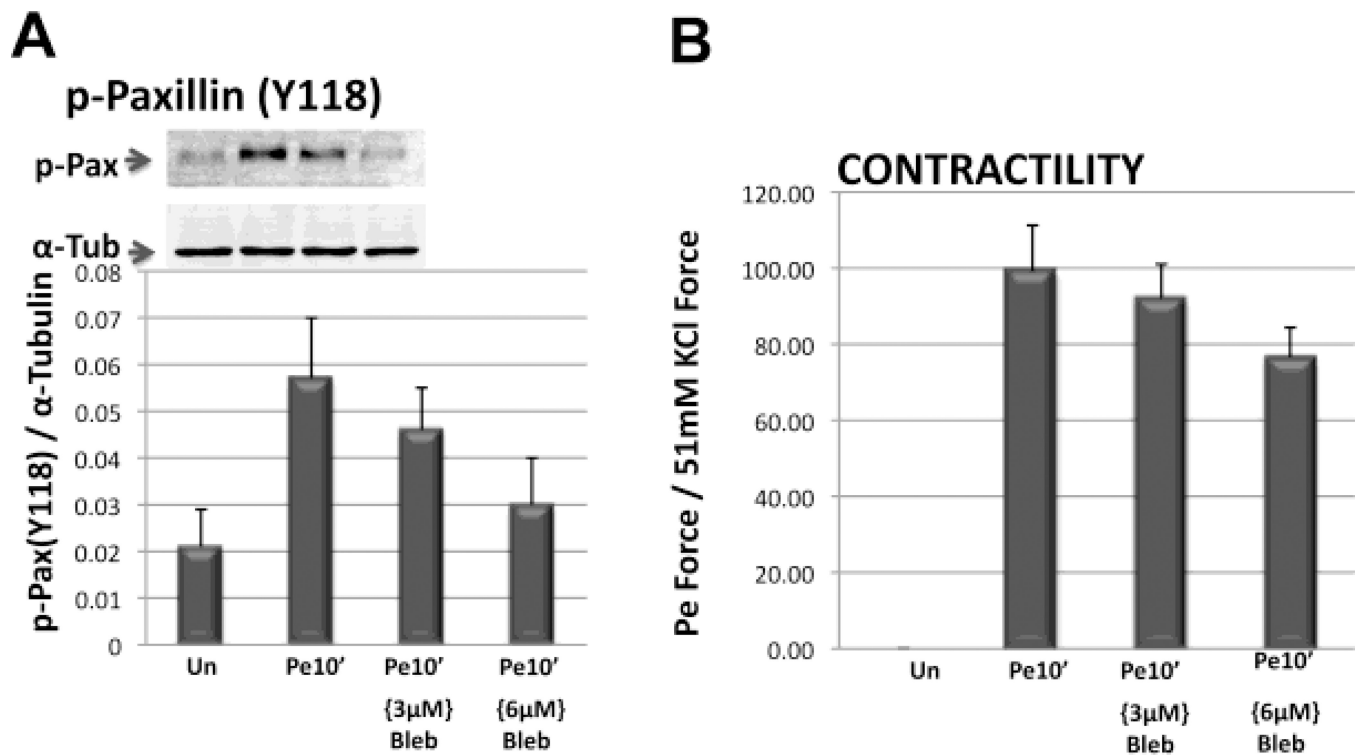 A
p-Paxillin (Y118)
p-Pax
α-Tub
p-Pax(Y118) / α-Tubulin
0.08
0.07
0.06
0.05
0.04
0.03
0.02
0.01
0
Un
Pe10'
Pe10'
{3μM}
Bleb
Pe10'
{6μM}
Bleb
B
CONTRACTILITY
Pe Force / 51mM KCl Force
120.00
100.00
80.00
60.00
40.00
20.00
0.00
Un
Pe10'
Pe10'
{3μM}
Bleb
Pe10'
{6μM}
Bleb